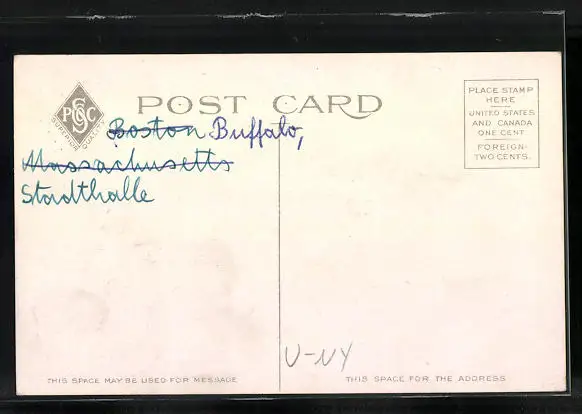 PCSC
SUPERIOR QUALITY
POST CARD
PLACE STAMP
HERE
UNITED STATES
AND CANADA
ONE CENT
FOREIGN-
TWO CENTS.
Boston Buffalo,
Massachusetts
Stadthalle
U-NY
THIS SPACE MAY BE USED FOR MESSAGE
THIS SPACE FOR THE ADDRESS